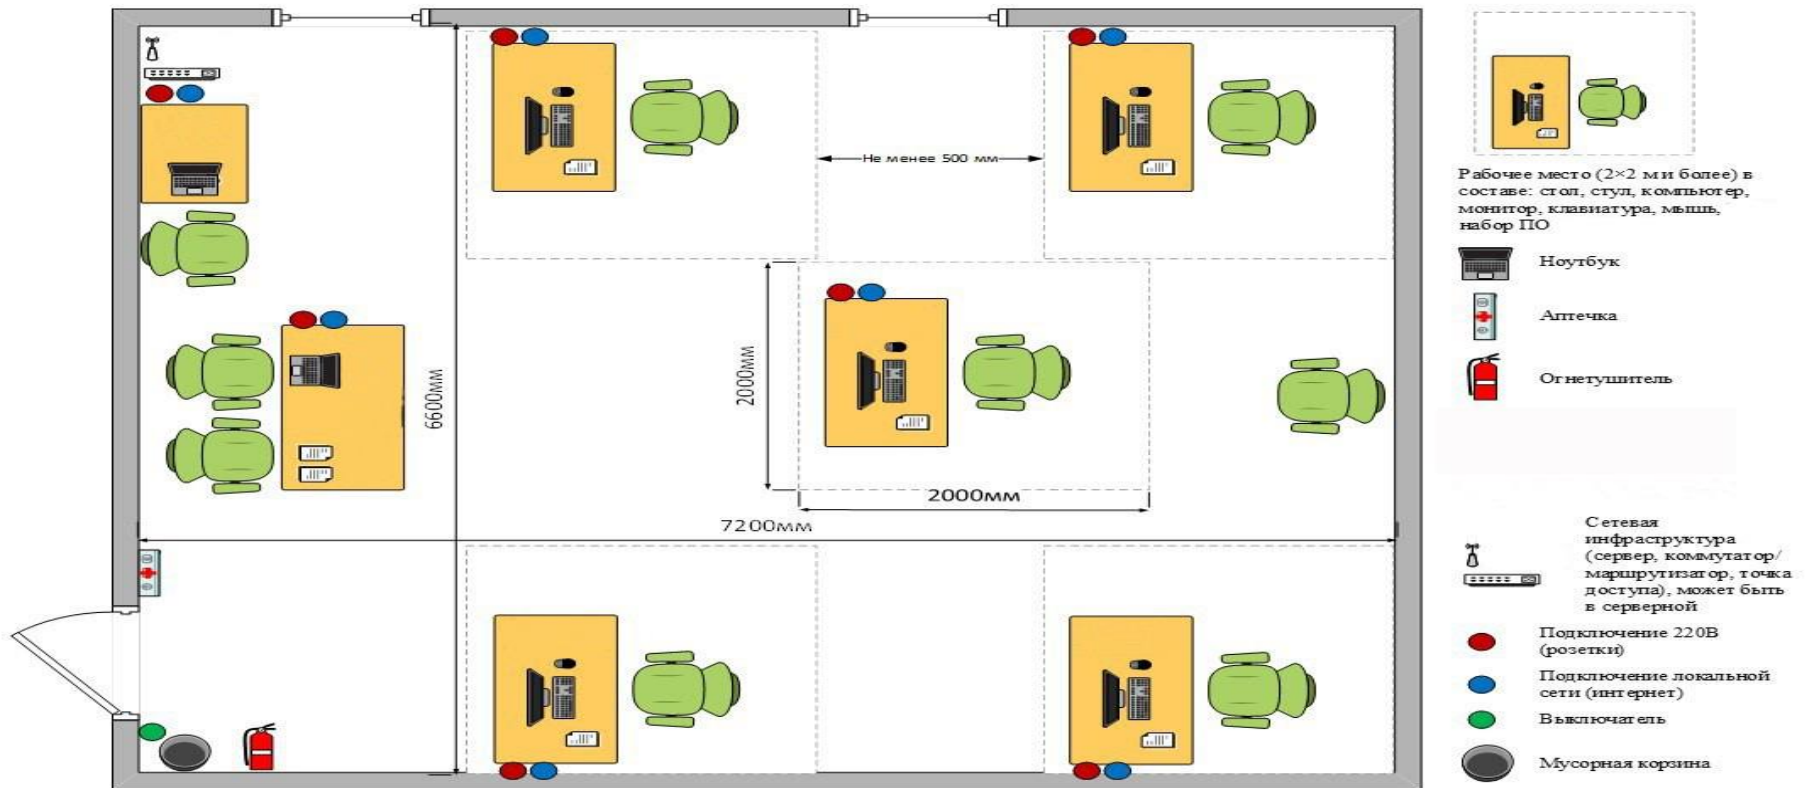 Не менее 500 мм
6600мм
2000мм
2000мм
7200мм
Рабочее место (2×2 м и более) в
составе: стол, стул, компьютер,
монитор, клавиатура, мышь,
набор ПО
Ноутбук
Аптечка
Огнетушитель
Сетевая
инфраструктура
(сервер, коммутатор/
маршрутизатор, точка
доступа), может быть
в серверной
Подключение 220В
(розетки)
Подключение локальной
сети (интернет)
Выключатель
Мусорная корзина